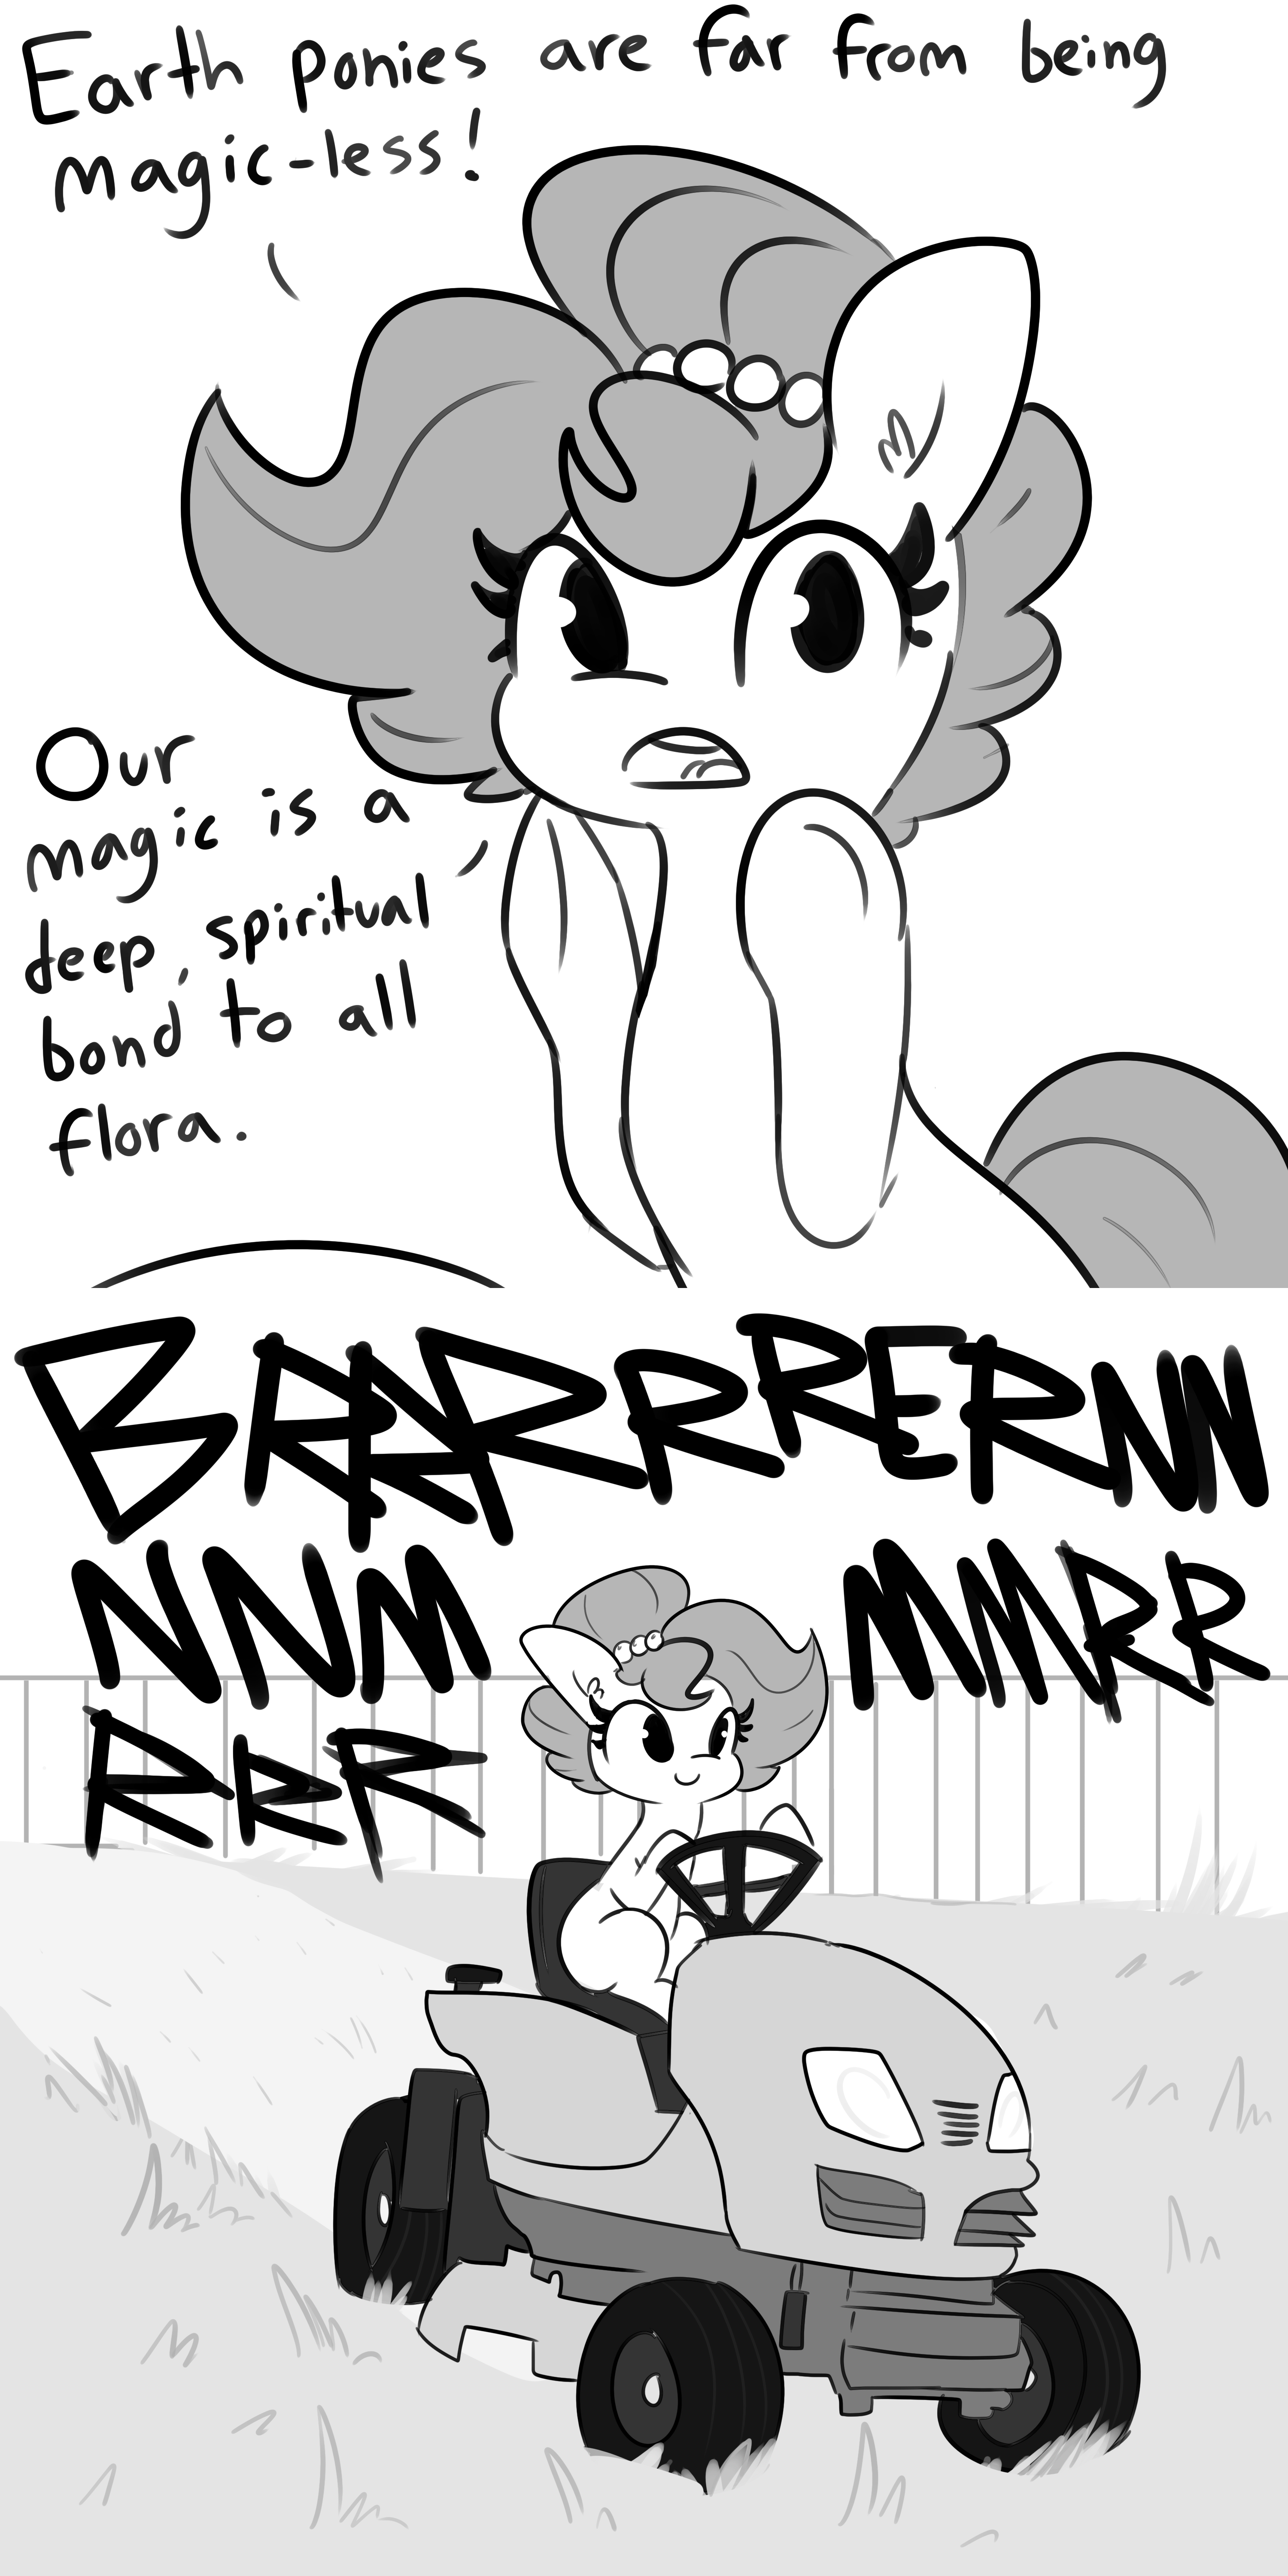 Earth ponies are far from being
magic-less!
Our
magic is a
deep, spiritual
bond to all
flora.
BRRARRRERNNN
NNM MMRR
RRR